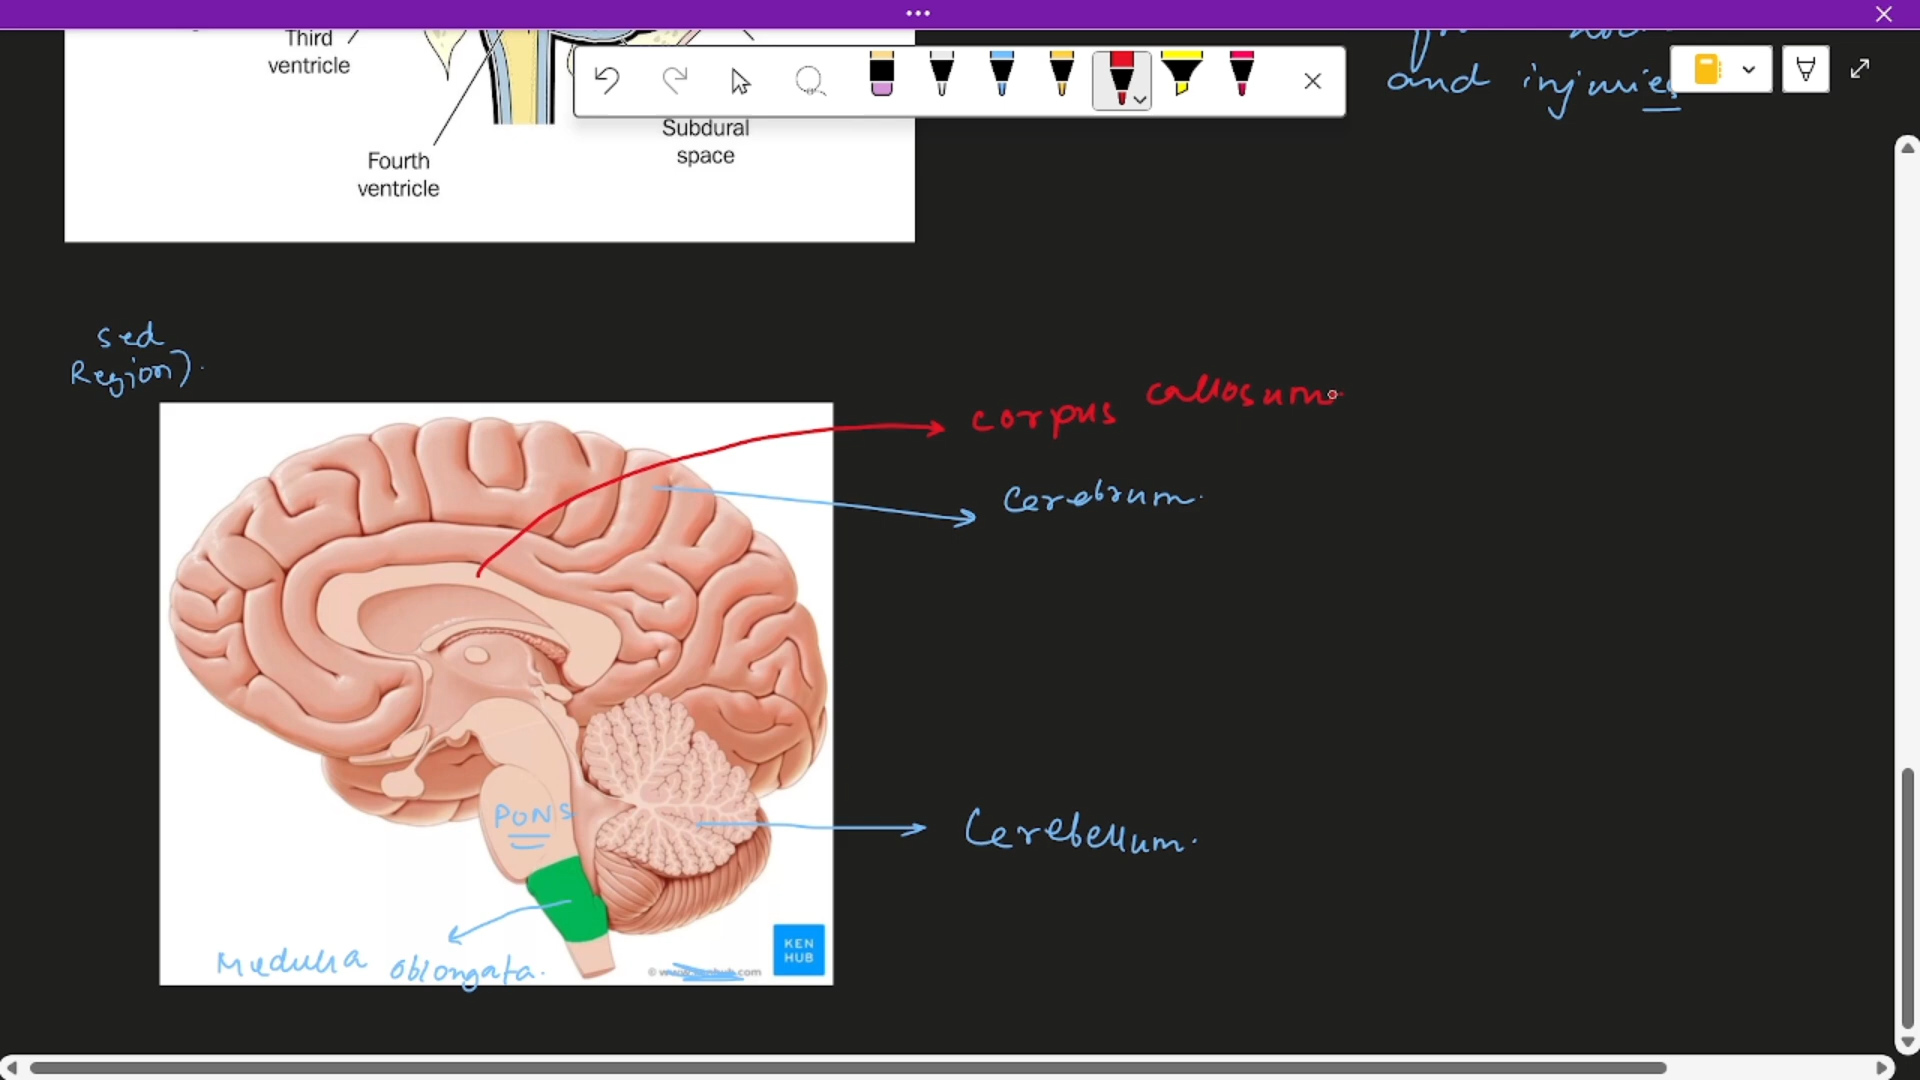 Third
ventricle
and injuries
Subdural
space
Fourth
ventricle
sed
Region).
corpus callosum
Cerebrum.
PONS
Cerebellum.
Medulla oblongata.
KEN
HUB